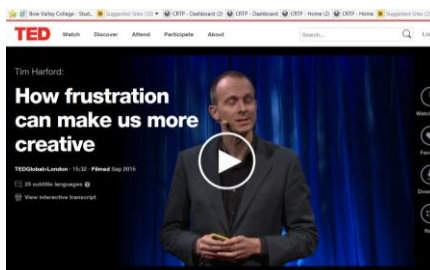 Bow Valley College - Stud... Suggested Sites (20) CRTP - Dashboard (2) CRTP - Dashboard CRTP - Home (2) CRTP - Home Suggested Sites (2)
TED Watch Discover Attend Participate About Search...
Tim Harford:
How frustration
can make us more
creative
TEDGlobal>London · 15:32 · Filmed Sep 2015
25 subtitle languages
View interactive transcript